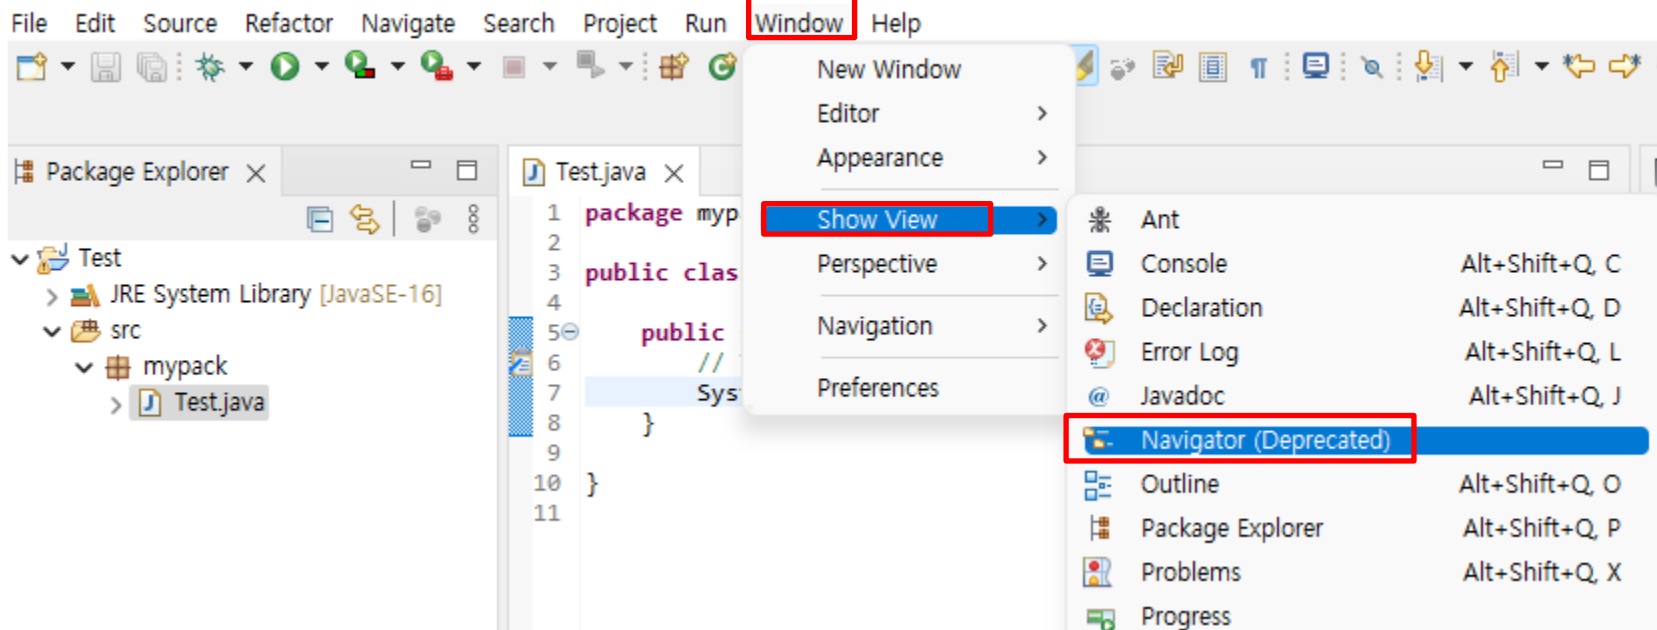 File Edit Source Refactor Navigate Search Project Run Window Help
New Window
Editor
Appearance
Show View
Perspective
Navigation
Preferences
Package Explorer
Test
JRE System Library [JavaSE-16]
src
mypack
Test.java
Test.java
1 package myp
2
3 public clas
4
5 public
6 //
7 Sys
8 }
9
10 }
11
Ant
Console Alt+Shift+Q, C
Declaration Alt+Shift+Q, D
Error Log Alt+Shift+Q, L
Javadoc Alt+Shift+Q, J
Navigator (Deprecated)
Outline Alt+Shift+Q, O
Package Explorer Alt+Shift+Q, P
Problems Alt+Shift+Q, X
Progress